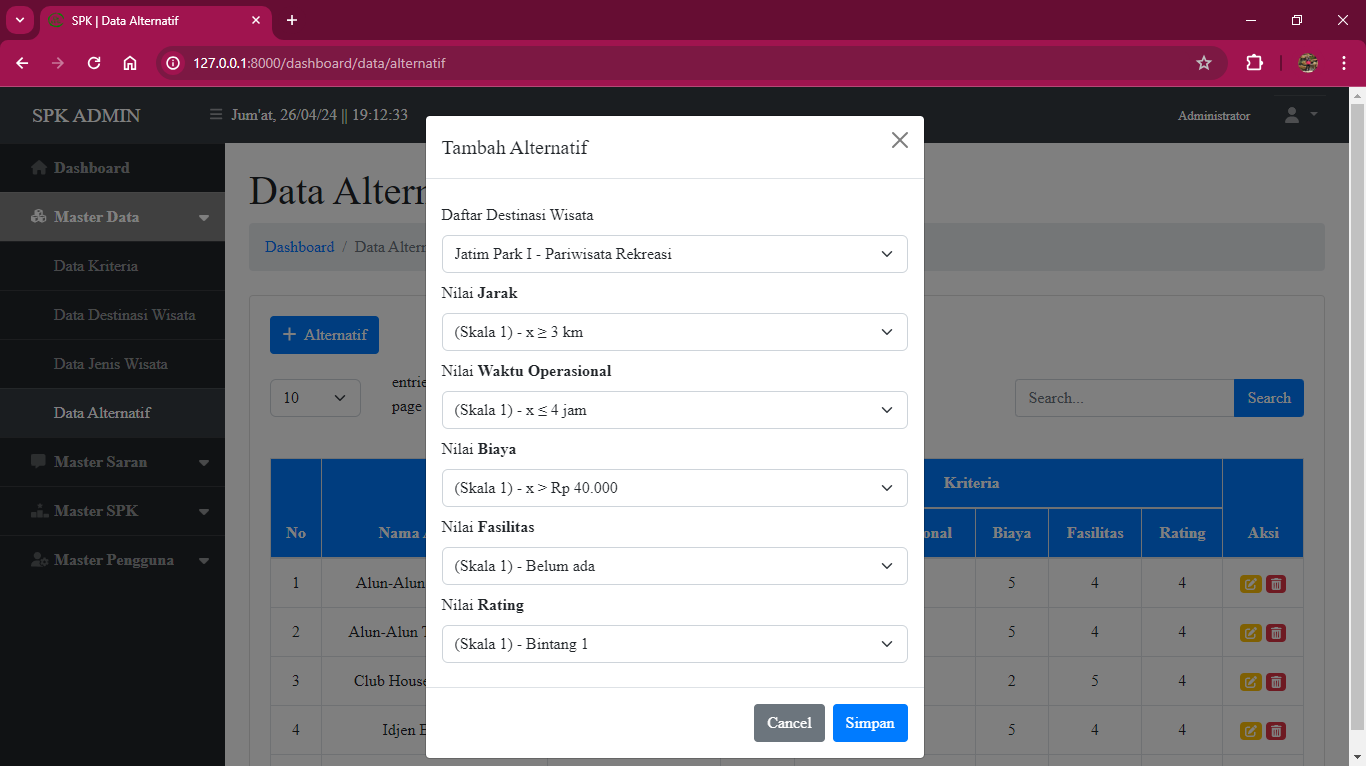 SPK | Data Alternatif
127.0.0.1:8000/dashboard/data/alternatif
SPK ADMIN
Jum'at, 26/04/24 || 19:12:33
Administrator
Dashboard
Master Data
Data Kriteria
Data Destinasi Wisata
Data Jenis Wisata
Data Alternatif
Master Saran
Master SPK
Master Pengguna
Data Altern
Dashboard / Data Altern
+ Alternatif
10
entrie
page
Search...
Search
Tambah Alternatif
Daftar Destinasi Wisata
Jatim Park I - Pariwisata Rekreasi
Nilai Jarak
(Skala 1) - x ≥ 3 km
Nilai Waktu Operasional
(Skala 1) - x ≤ 4 jam
Nilai Biaya
(Skala 1) - x > Rp 40.000
Nilai Fasilitas
(Skala 1) - Belum ada
Nilai Rating
(Skala 1) - Bintang 1
Cancel
Simpan
Kriteria
No Nama onal Biaya Fasilitas Rating Aksi
1 Alun-Alun 5 4 4
2 Alun-Alun T 5 4 4
3 Club House 2 5 4
4 Idjen 5 4 4